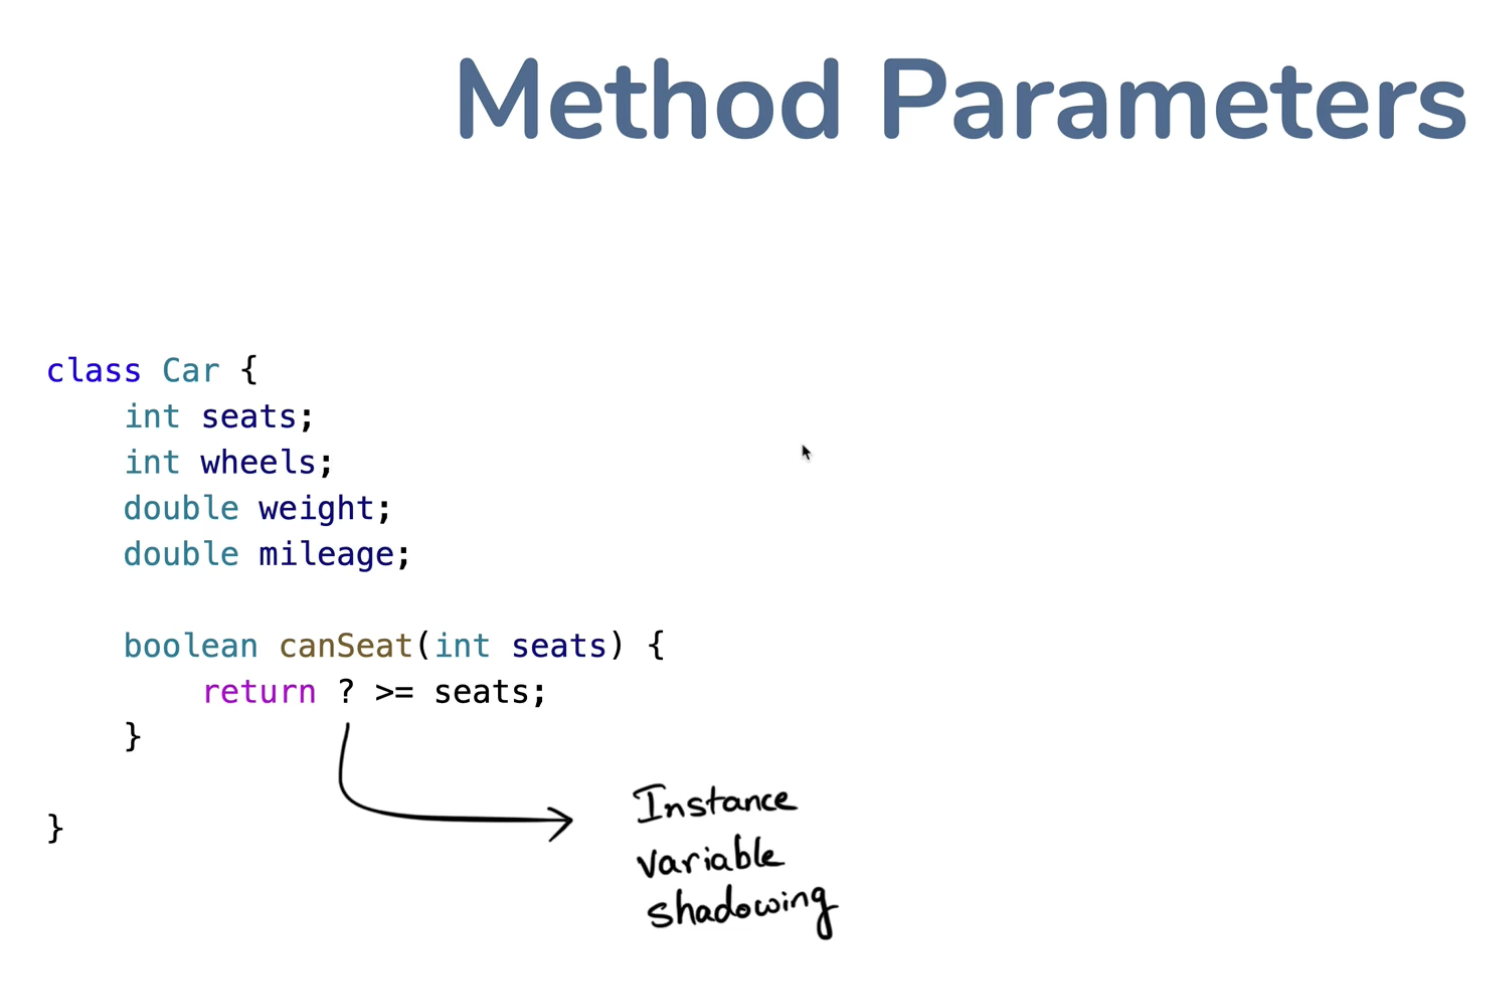 Method Parameters
class Car {
int seats;
int wheels;
double weight;
double mileage;
boolean canSeat(int seats) {
return ? >= seats;
}
}
Instance
variable
shadowing